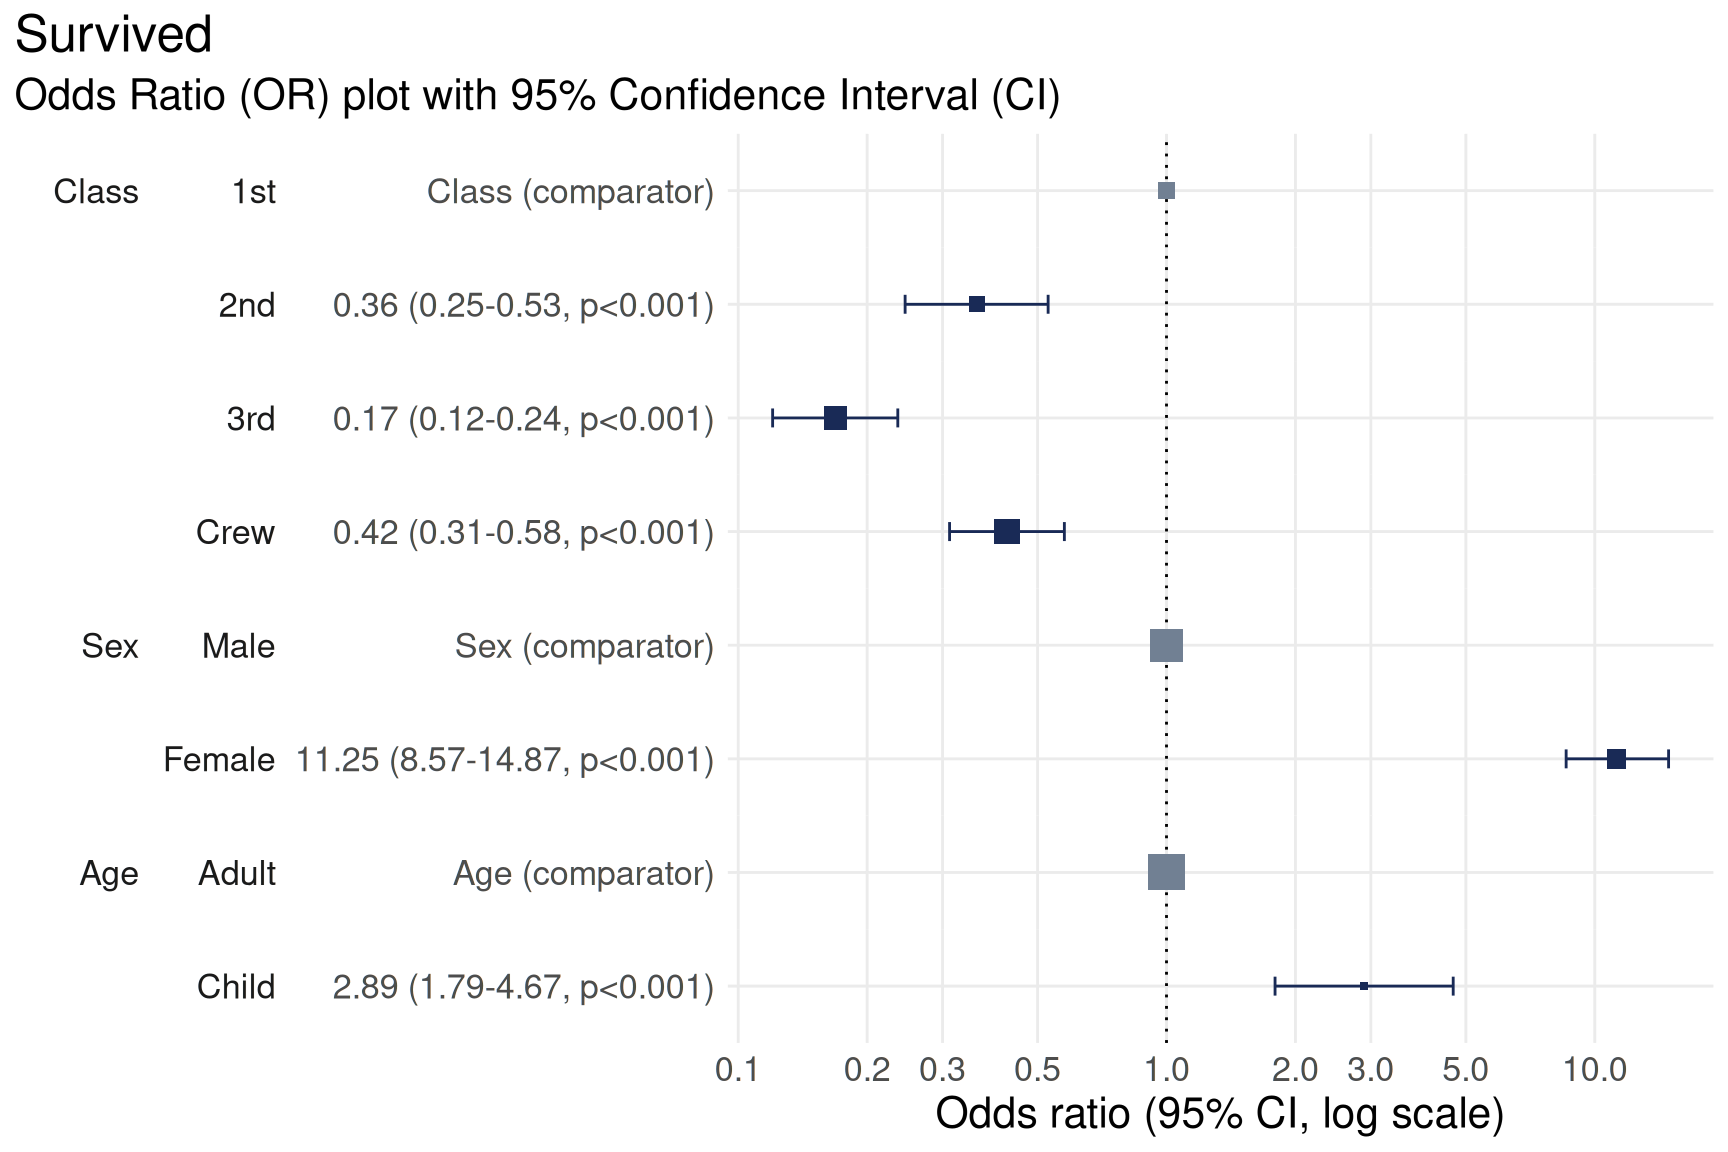 Survived
Odds Ratio (OR) plot with 95% Confidence Interval (CI)
Class 1st Class (comparator)
2nd 0.36 (0.25-0.53, p<0.001)
3rd 0.17 (0.12-0.24, p<0.001)
Crew 0.42 (0.31-0.58, p<0.001)
Sex Male Sex (comparator)
Female 11.25 (8.57-14.87, p<0.001)
Age Adult Age (comparator)
Child 2.89 (1.79-4.67, p<0.001)
0.1 0.2 0.3 0.5 1.0 2.0 3.0 5.0 10.0
Odds ratio (95% CI, log scale)